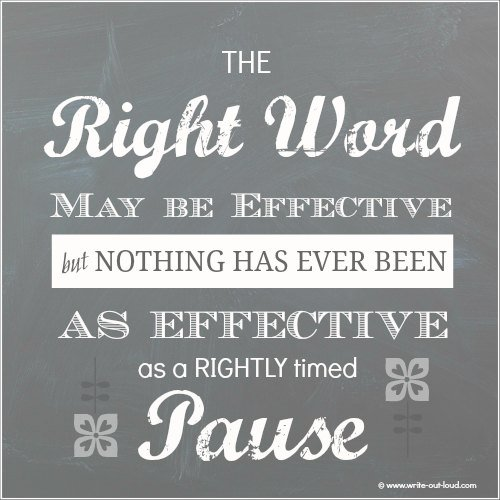 THE
Right Word
MAY BE EFFECTIVE
but NOTHING HAS EVER BEEN
AS EFFECTIVE
as a RIGHTLY timed
Pause
© www.write-out-loud.com